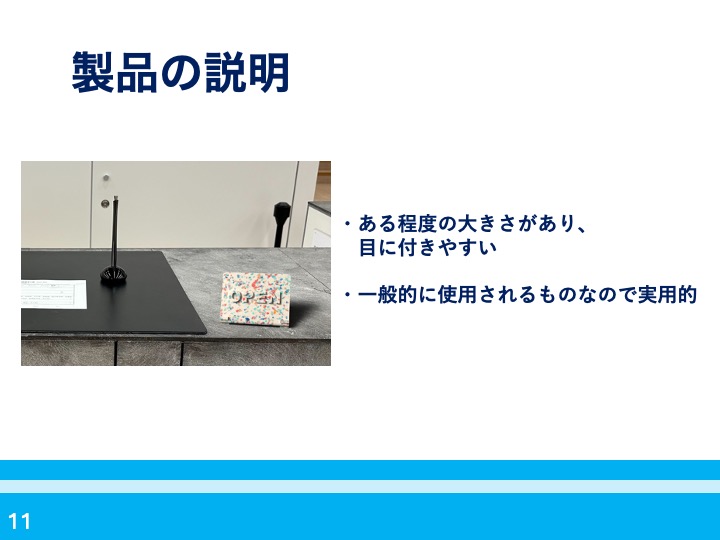 製品の説明
・ある程度の大きさがあり、
目に付きやすい
・一般的に使用されるものなので実用的
OPEN
11